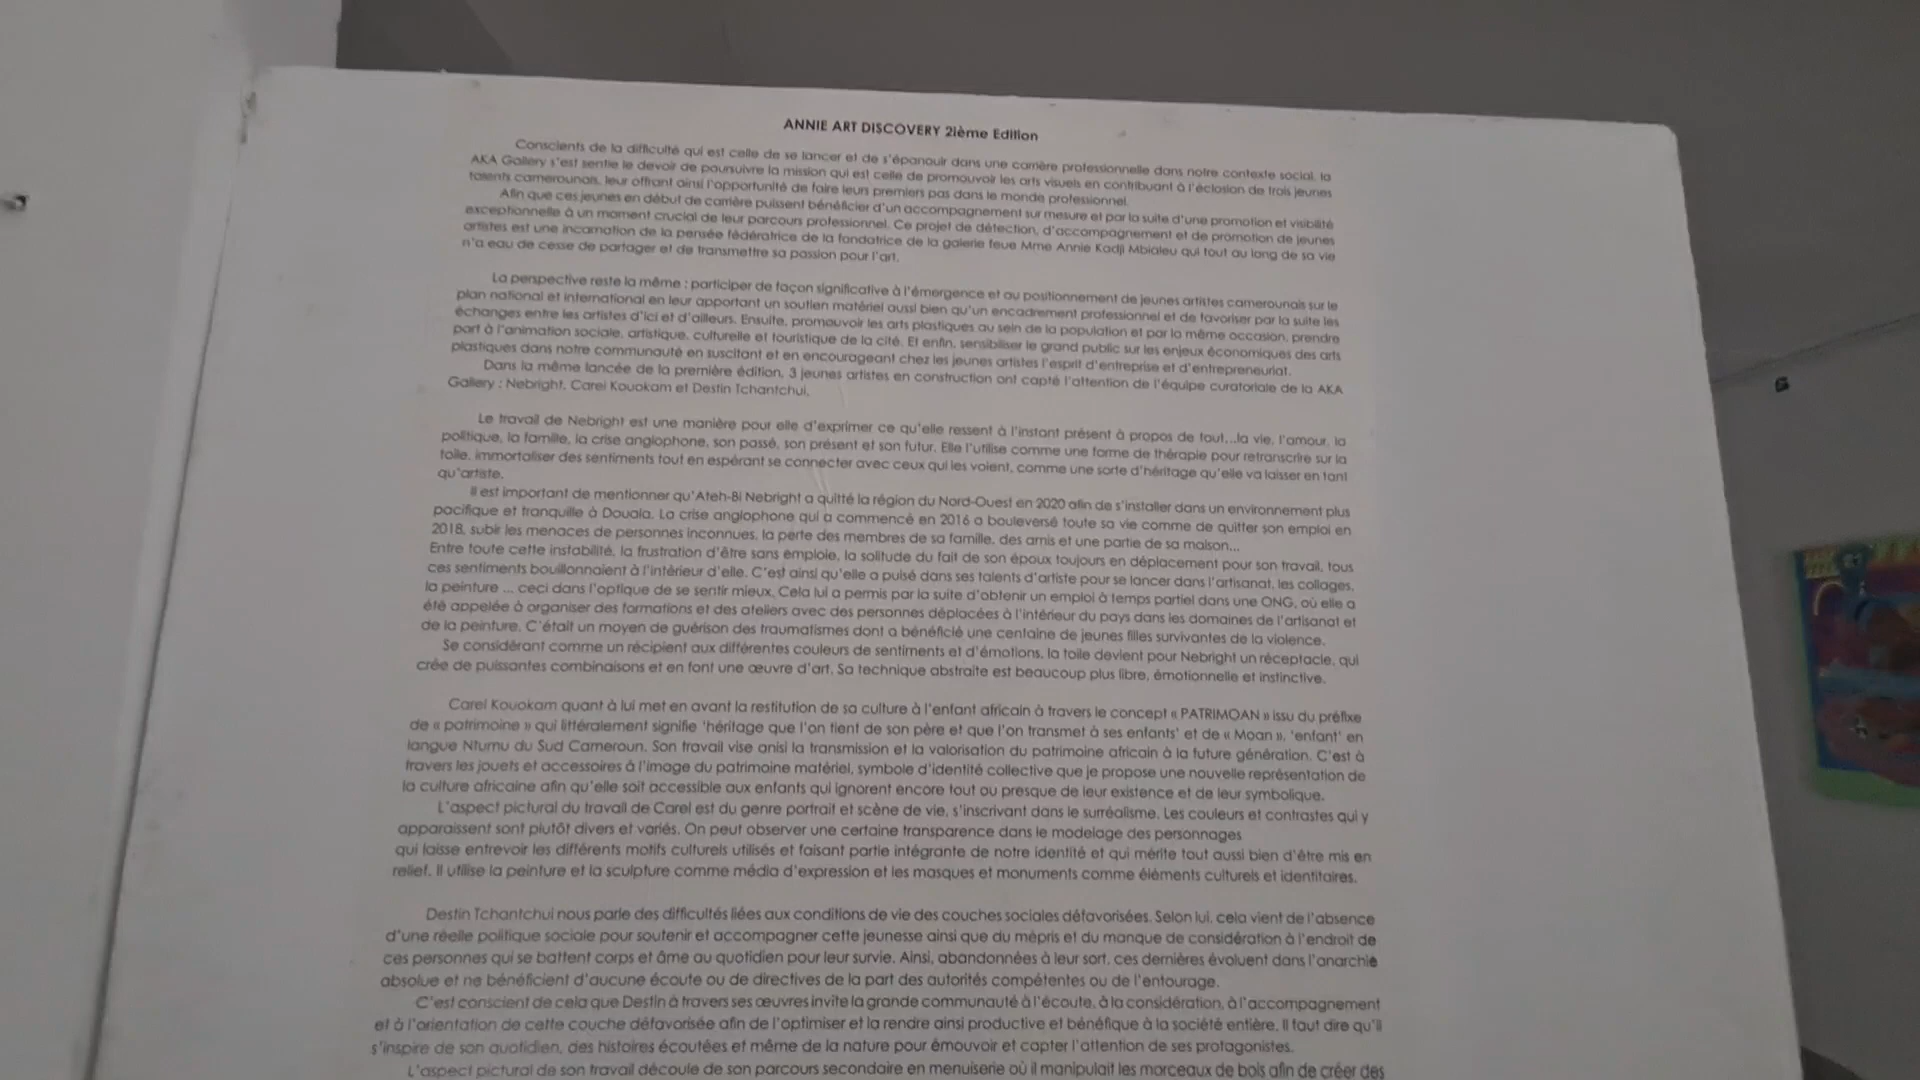 ANNIE ART DISCOVERY 2ième Edition
Conscients de la difficulté qui est celle de se lancer et de s'épanouir dans une carrière professionnelle dans notre contexte social, la
AKA Gallery s'est sentie le devoir de poursuivre la mission qui est celle de promouvoir les arts visuels en contribuant à l'éclosion de trois jeunes
talents camerounais, leur offrant ainsi l'opportunité de faire leurs premiers pas dans le monde professionnel.
Afin que ces jeunes en début de carrière puissent bénéficier d'un accompagnement sur mesure et par la suite d'une promotion et visibilité
exceptionnelle à un moment crucial de leur parcours professionnel. Ce projet de détection, d'accompagnement et de promotion de jeunes
artistes est une incarnation de la pensée fédératrice de la fondatrice de la galerie feue Mme Annie Kadji Mbialeu qui tout au long de sa vie
n'a eau de cesse de partager et de transmettre sa passion pour l'art.
La perspective reste la même : participer de façon significative à l'émergence et au positionnement de jeunes artistes camerounais sur le
plan national et international en leur apportant un soutien matériel aussi bien qu'un encadrement professionnel et de favoriser par la suite les
échanges entre les artistes d'ici et d'ailleurs. Ensuite, promouvoir les arts plastiques au sein de la population et par la même occasion, prendre
part à l'animation sociale, artistique, culturelle et touristique de la cité. Et enfin, sensibiliser le grand public sur les enjeux économiques des arts
plastiques dans notre communauté en suscitant et en encourageant chez les jeunes artistes l'esprit d'entreprise et d'entrepreneuriat.
Dans la même lancée de la première édition, 3 jeunes artistes en construction ont capté l'attention de l'équipe curatoriale de la AKA
Gallery : Nebright, Carel Kouokam et Destin Tchantchui.
Le travail de Nebright est une manière pour elle d'exprimer ce qu'elle ressent à l'instant présent à propos de tout...la vie, l'amour, la
politique, la famille, la crise anglophone, son passé, son présent et son futur. Elle l'utilise comme une forme de thérapie pour retranscrire sur la
toile, immortaliser des sentiments tout en espérant se connecter avec ceux qui les voient, comme une sorte d'héritage qu'elle va laisser en tant
qu'artiste.
Il est important de mentionner qu'Ateh-Bi Nebright a quitté la région du Nord-Ouest en 2020 afin de s'installer dans un environnement plus
pacifique et tranquille à Douala. La crise anglophone qui a commencé en 2016 a bouleversé toute sa vie comme de quitter son emploi en
2018, subir les menaces de personnes inconnues, la perte des membres de sa famille, des amis et une partie de sa maison...
Entre toute cette instabilité, la frustration d'être sans emploie, la solitude du fait de son époux toujours en déplacement pour son travail, tous
ces sentiments bouillonnaient à l'intérieur d'elle. C'est ainsi qu'elle a puisé dans ses talents d'artiste pour se lancer dans l'artisanat, les collages,
la peinture ... ceci dans l'optique de se sentir mieux. Cela lui a permis par la suite d'obtenir un emploi à temps partiel dans une ONG, où elle a
été appelée à organiser des formations et des ateliers avec des personnes déplacées à l'intérieur du pays dans les domaines de l'artisanat et
de la peinture. C'était un moyen de guérison des traumatismes dont a bénéficié une centaine de jeunes filles survivantes de la violence.
Se considérant comme un récipient aux différentes couleurs de sentiments et d'émotions, la toile devient pour Nebright un réceptacle, qui
crée de puissantes combinaisons et en font une œuvre d'art. Sa technique abstraite est beaucoup plus libre, émotionnelle et instinctive.
Carel Kouokam quant à lui met en avant la restitution de sa culture à l'enfant africain à travers le concept « PATRIMOAN » issu du préfixe
de « patrimoine » qui littéralement signifie 'héritage que l'on tient de son père et que l'on transmet à ses enfants' et de « Moan », 'enfant' en
langue Ntumu du Sud Cameroun. Son travail vise anisi la transmission et la valorisation du patrimoine africain à la future génération. C'est à
travers les jouets et accessoires à l'image du patrimoine matériel, symbole d'identité collective que je propose une nouvelle représentation de
la culture africaine afin qu'elle soit accessible aux enfants qui ignorent encore tout ou presque de leur existence et de leur symbolique.
L'aspect pictural du travail de Carel est du genre portrait et scène de vie, s'inscrivant dans le surréalisme. Les couleurs et contrastes qui y
apparaissent sont plutôt divers et variés. On peut observer une certaine transparence dans le modelage des personnages
qui laisse entrevoir les différents motifs culturels utilisés et faisant partie intégrante de notre identité et qui mérite tout aussi bien d'être mis en
relief. Il utilise la peinture et la sculpture comme média d'expression et les masques et monuments comme éléments culturels et identitaires.
Destin Tchantchui nous parle des difficultés liées aux conditions de vie des couches sociales défavorisées. Selon lui, cela vient de l'absence
d'une réelle politique sociale pour soutenir et accompagner cette jeunesse ainsi que du mépris et du manque de considération à l'endroit de
ces personnes qui se battent corps et âme au quotidien pour leur survie. Ainsi, abandonnées à leur sort, ces dernières évoluent dans l'anarchie
absolue et ne bénéficient d'aucune écoute ou de directives de la part des autorités compétentes ou de l'entourage.
C'est conscient de cela que Destin à travers ses œuvres invite la grande communauté à l'écoute, à la considération, à l'accompagnement
et à l'orientation de cette couche défavorisée afin de l'optimiser et la rendre ainsi productive et bénéfique à la société entière. Il faut dire qu'il
s'inspire de son quotidien, des histoires écoutées et même de la nature pour émouvoir et capter l'attention de ses protagonistes.
L'aspect pictural de son travail découle de son parcours secondaire en menuiserie où il manipulait les morceaux de bois afin de créer des